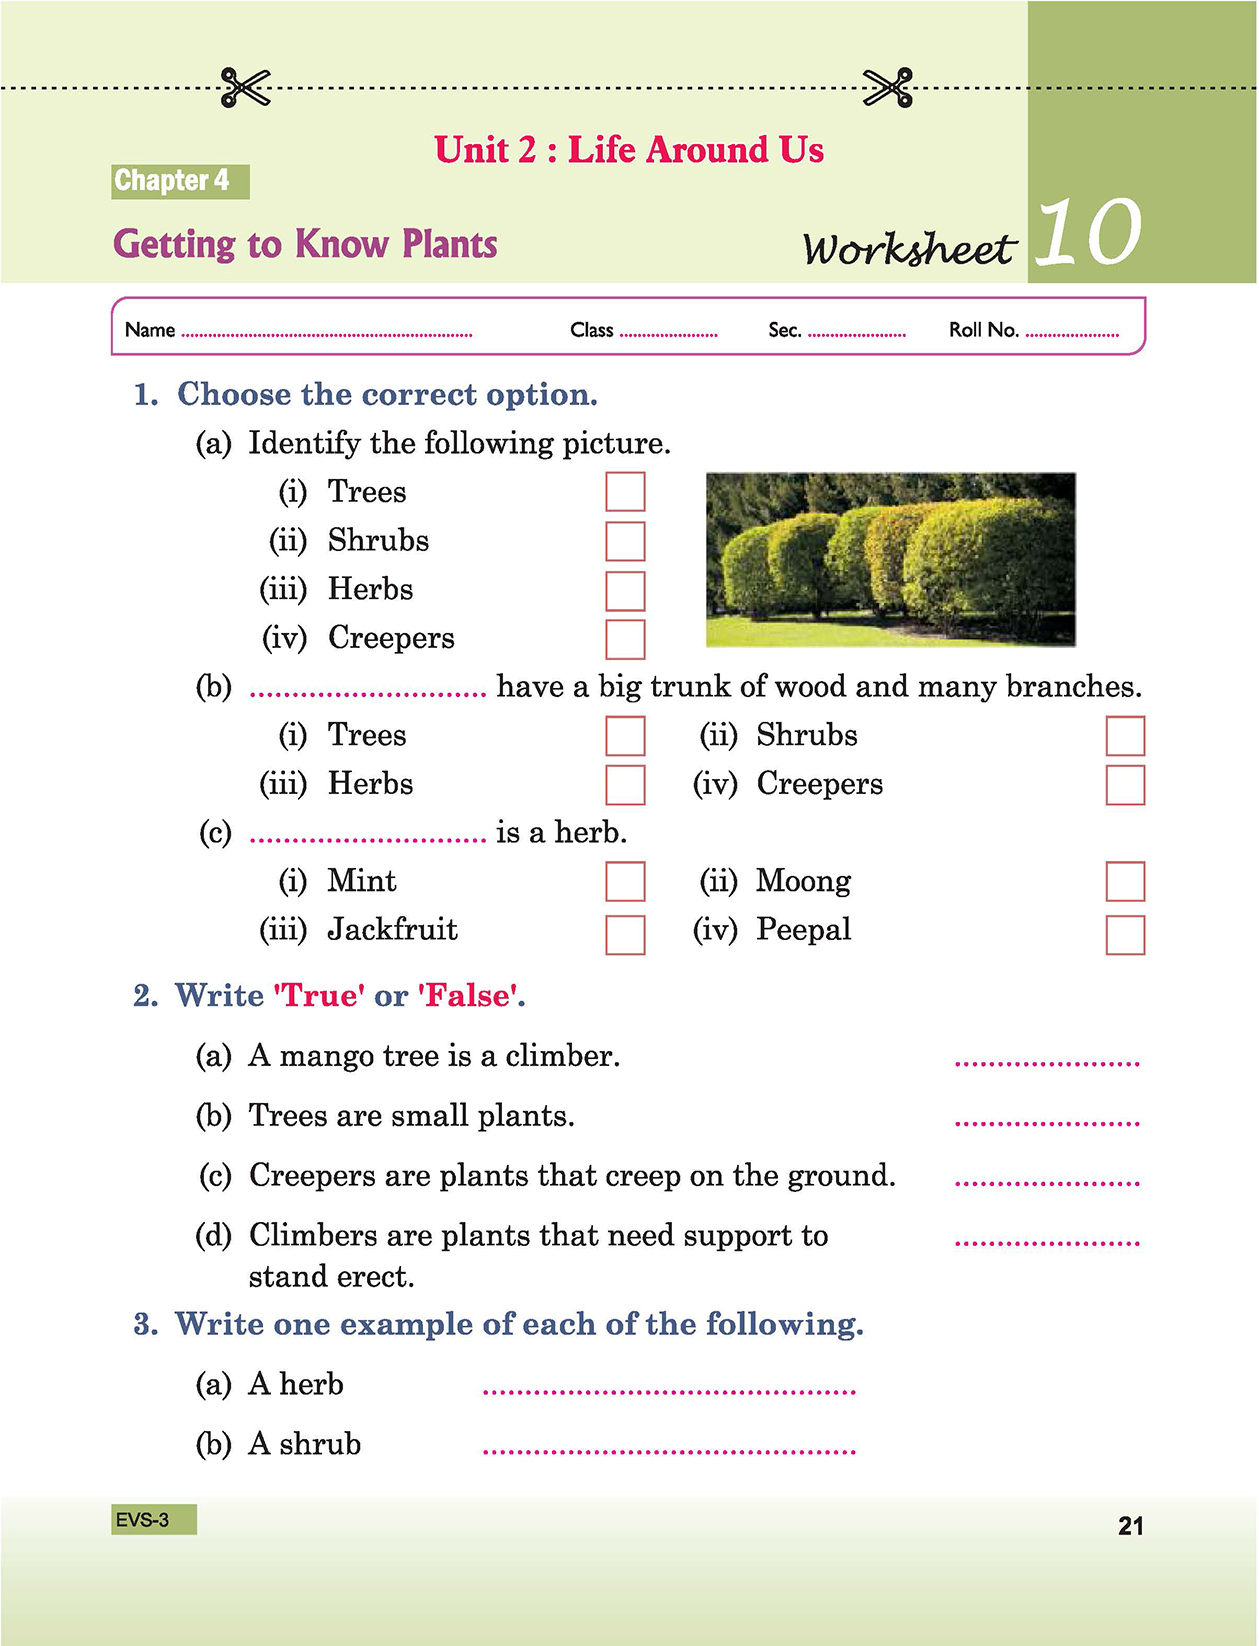 Unit 2 : Life Around Us
Chapter 4
Getting to Know Plants
Worksheet 10
Name ........................ Class ........................ Sec. ........................ Roll No. ........................
1. Choose the correct option.
(a) Identify the following picture.
(i) Trees
(ii) Shrubs
(iii) Herbs
(iv) Creepers
(b) ........................ have a big trunk of wood and many branches.
(i) Trees (ii) Shrubs
(iii) Herbs (iv) Creepers
(c) ........................ is a herb.
(i) Mint (ii) Moong
(iii) Jackfruit (iv) Peepal
2. Write 'True' or 'False'.
(a) A mango tree is a climber. ........................
(b) Trees are small plants. ........................
(c) Creepers are plants that creep on the ground. ........................
(d) Climbers are plants that need support to ........................
stand erect.
3. Write one example of each of the following.
(a) A herb ........................
(b) A shrub ........................
EVS-3 21